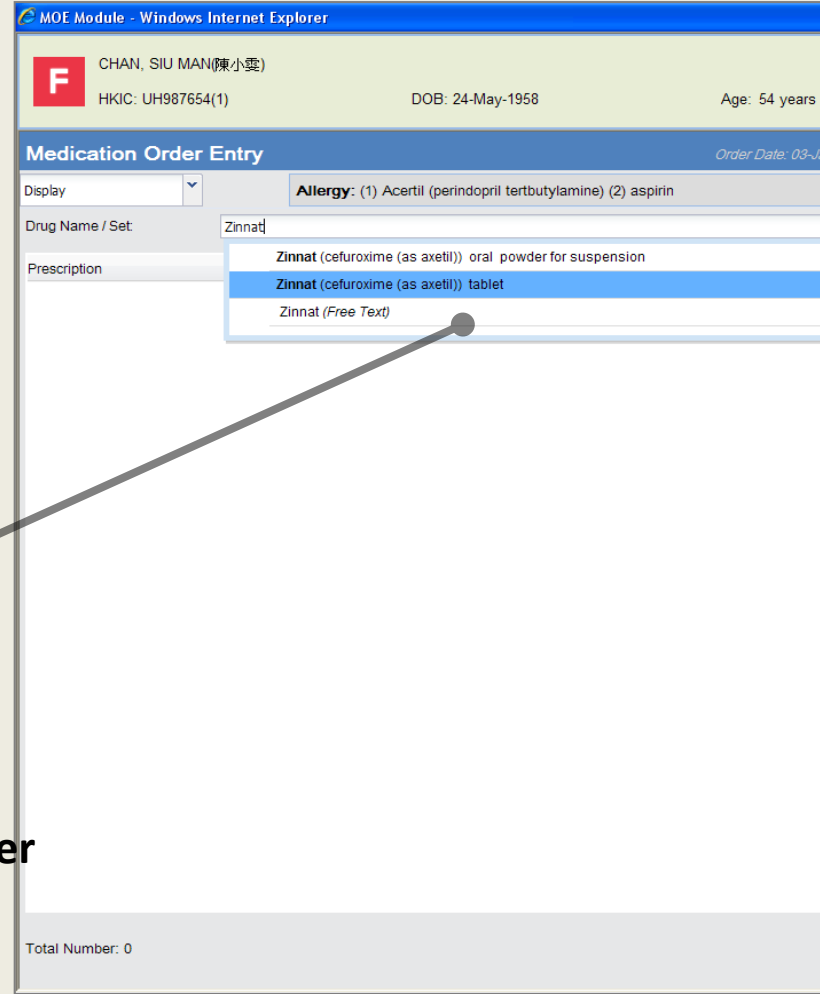 MOE Module - Windows Internet Explorer
F
CHAN, SIU MAN(陳小雯)
HKIC: UH987654(1) DOB: 24-May-1958 Age: 54 years
Medication Order Entry Order Date: 03-J
Display Allergy: (1) Acertil (perindopril tertbutylamine) (2) aspirin
Drug Name / Set: Zinnat
Zinnat (cefuroxime (as axetil)) oral powder for suspension
Prescription
Zinnat (cefuroxime (as axetil)) tablet
Zinnat (Free Text)
er
Total Number: 0